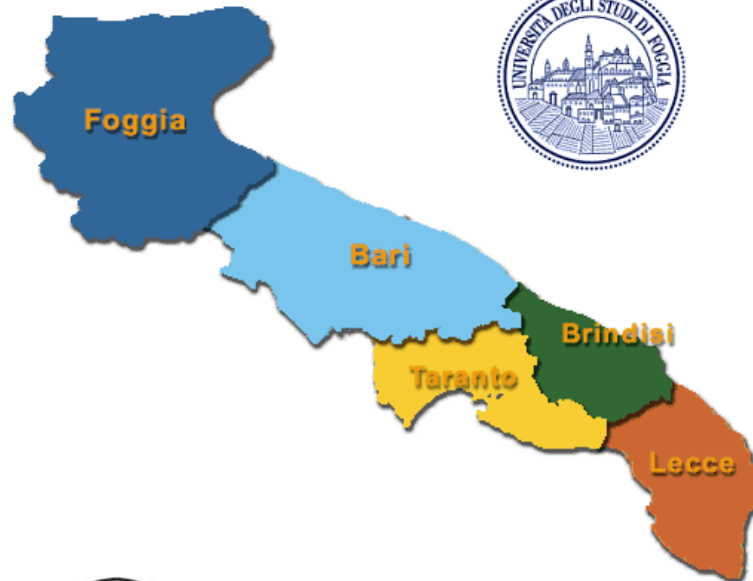 UNIVERSITÀ DEGLI STUDI DI FOGGIA
Foggia
Bari
Brindisi
Taranto
Lecce